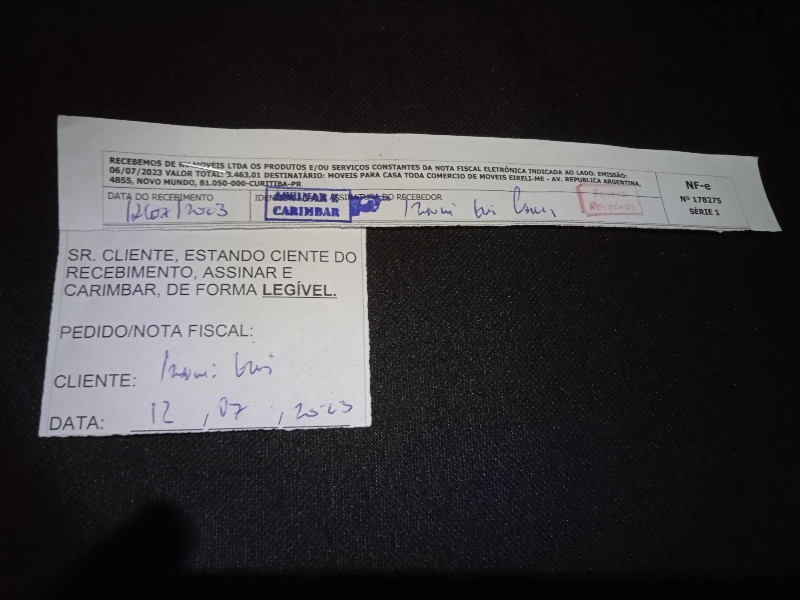 RECEBEMOS DE MOVEIS LTDA OS PRODUTOS E/OU SERVIÇOS CONSTANTES DA NOTA FISCAL ELETRÔNICA INDICADA AO LADO. EMISSÃO:
06/07/2023 VALOR TOTAL: 3.463,01 DESTINATÁRIO: MOVEIS PARA CASA TODA COMERCIO DE MOVEIS EIRELI-ME - AV. REPUBLICA ARGENTINA,
4855, NOVO MUNDO, 81.050-000-CURITIBA-PR
DATA DO RECEBIMENTO
12/07/2023
ASSINAR E
CARIMBAR
DO RECEBEDOR
NF-e
Nº 178275
SÉRIE 1
SR. CLIENTE, ESTANDO CIENTE DO
RECEBIMENTO, ASSINAR E
CARIMBAR, DE FORMA LEGÍVEL.
PEDIDO/NOTA FISCAL:
CLIENTE:
DATA: 12, 07, 2023